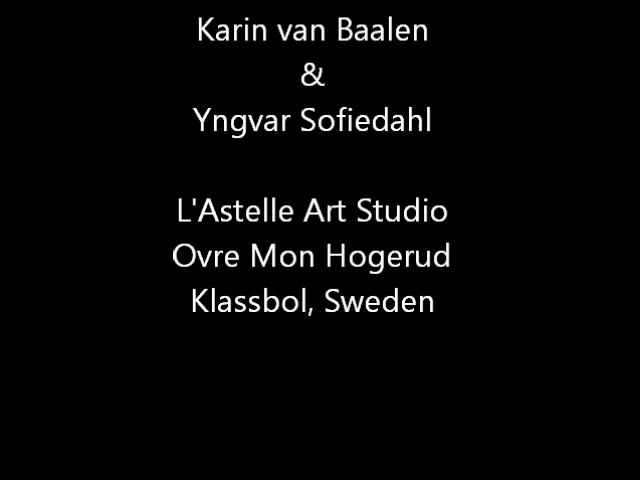 Karin van Baalen
&
Yngvar Sofiedahl
L'Astelle Art Studio
Ovre Mon Hogerud
Klassbol, Sweden